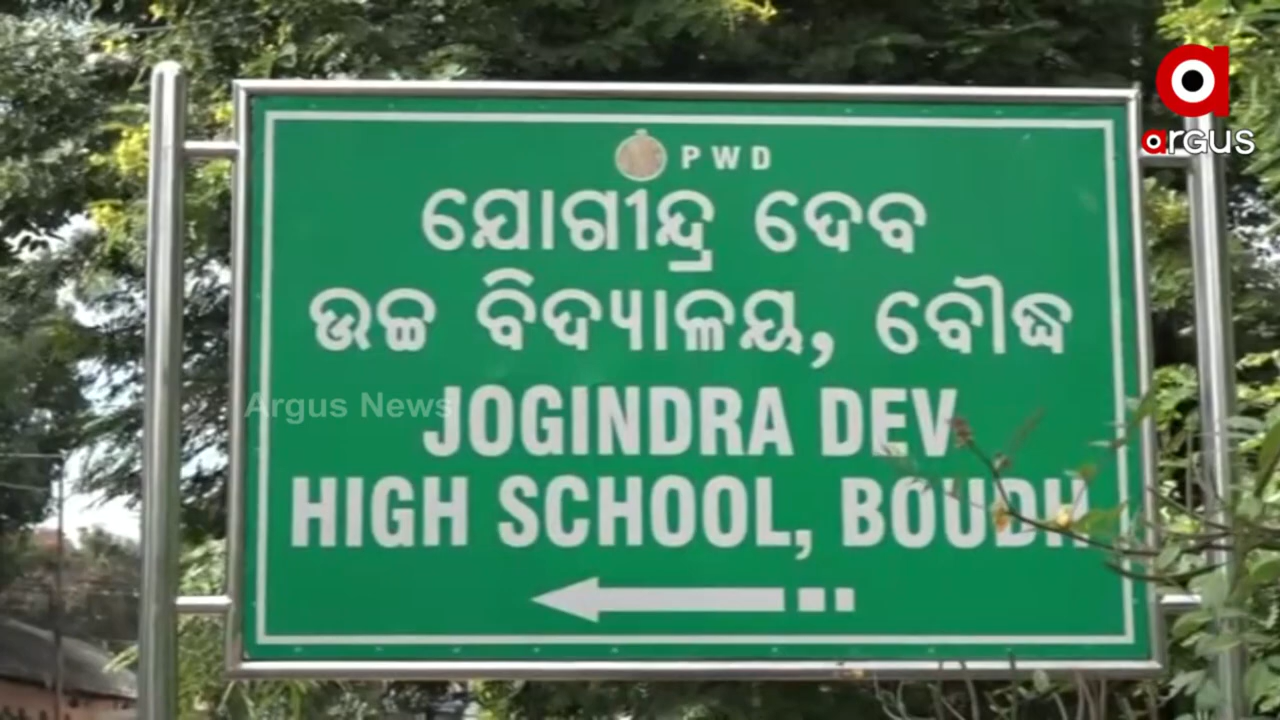 argus
PWD
ଯୋଗୀନ୍ଦ୍ର ଦେବ
ଉଚ୍ଚ ବିଦ୍ୟାଳୟ, ବୌଦ୍ଧ
Argus News
JOGINDRA DEV
HIGH SCHOOL, BOUDH